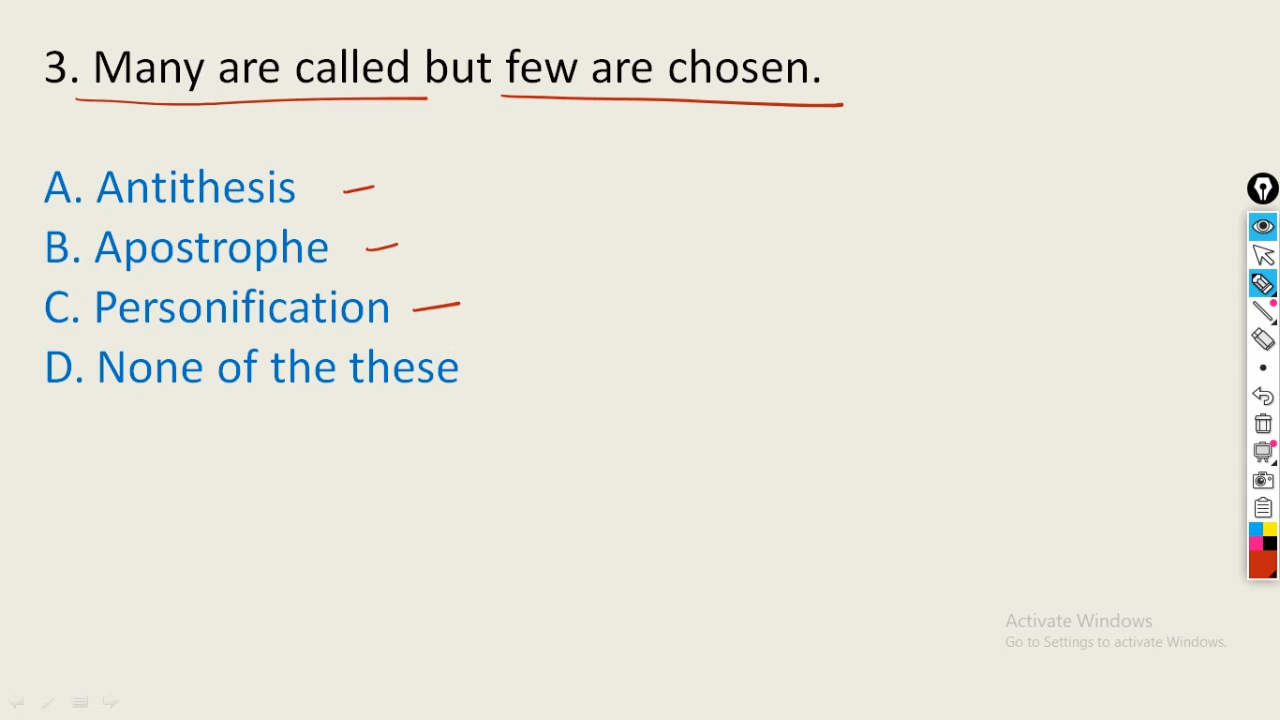 3. Many are called but few are chosen.
A. Antithesis
B. Apostrophe
C. Personification
D. None of the these
Activate Windows
Go to Settings to activate Windows.